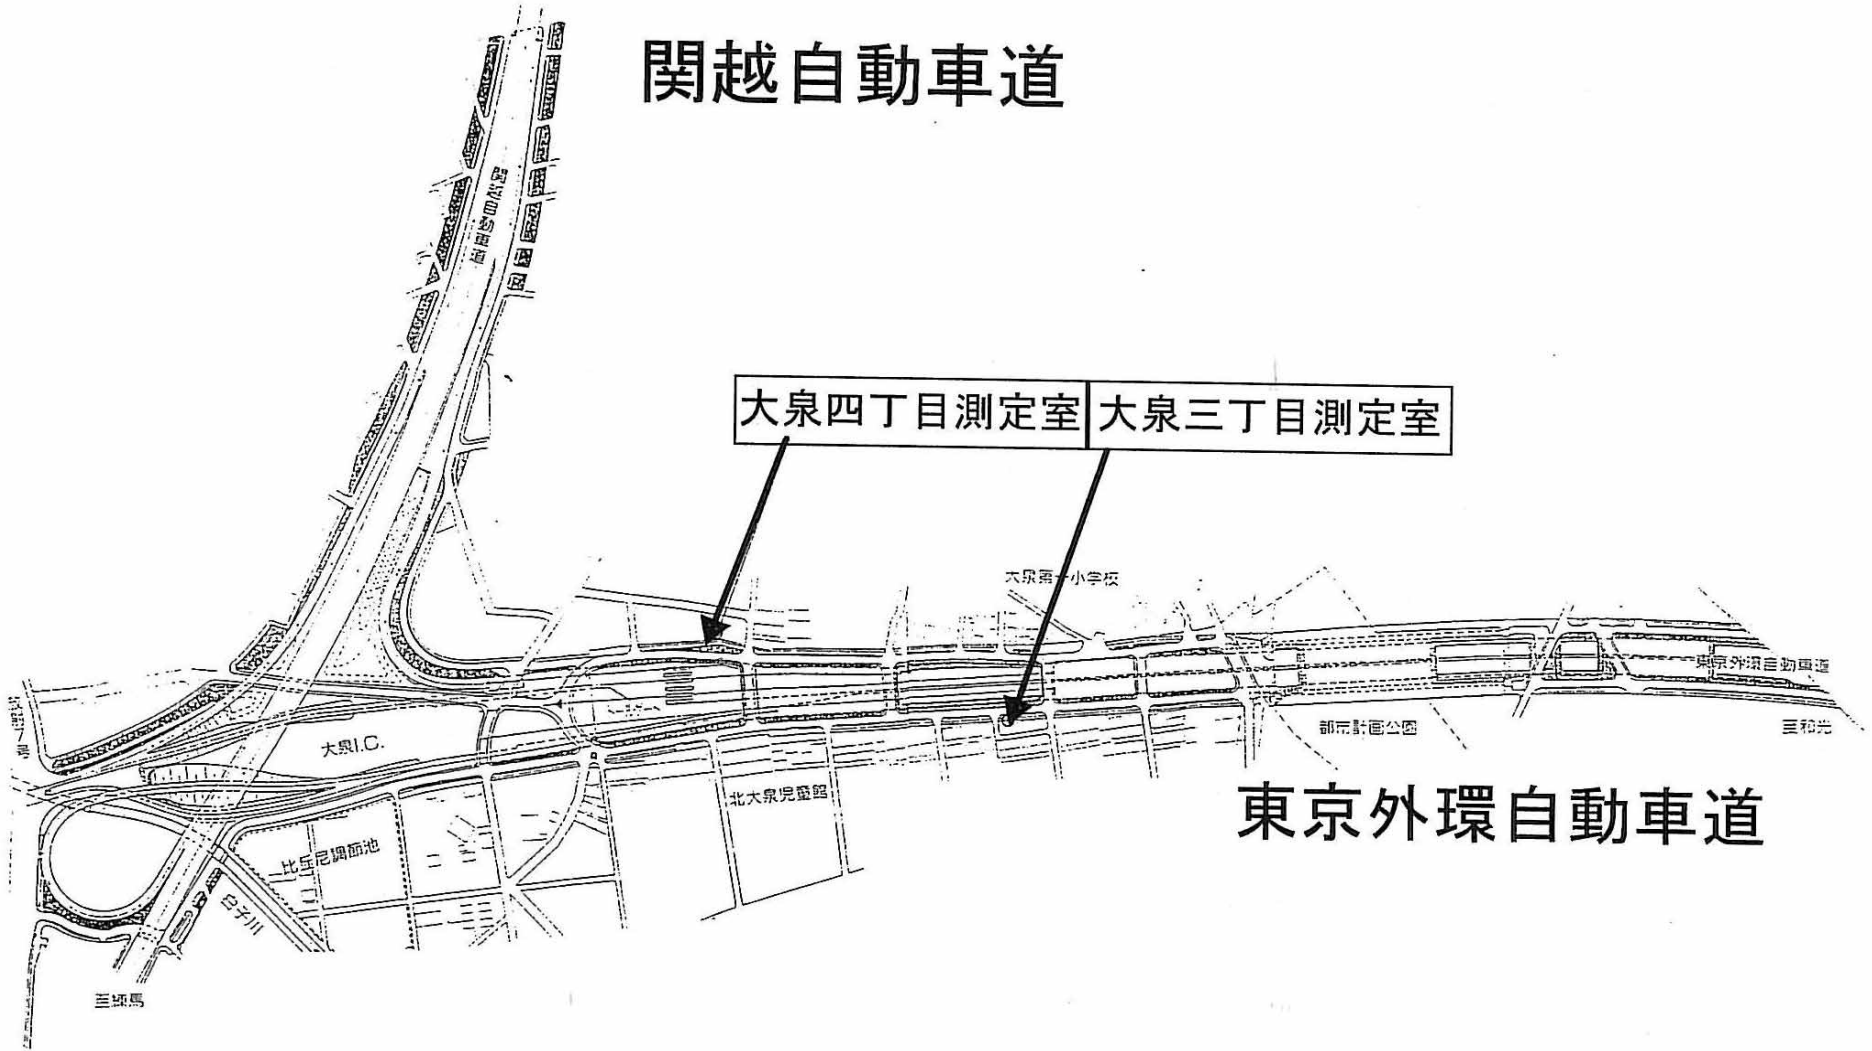 関越自動車道
関越自動車道
大泉四丁目測定室
大泉三丁目測定室
大泉第一小学校
東京外環自動車道
大泉I.C.
都市計画公園
至和光
北大泉児童館
東京外環自動車道
比丘尼調節池
白子川
至練馬